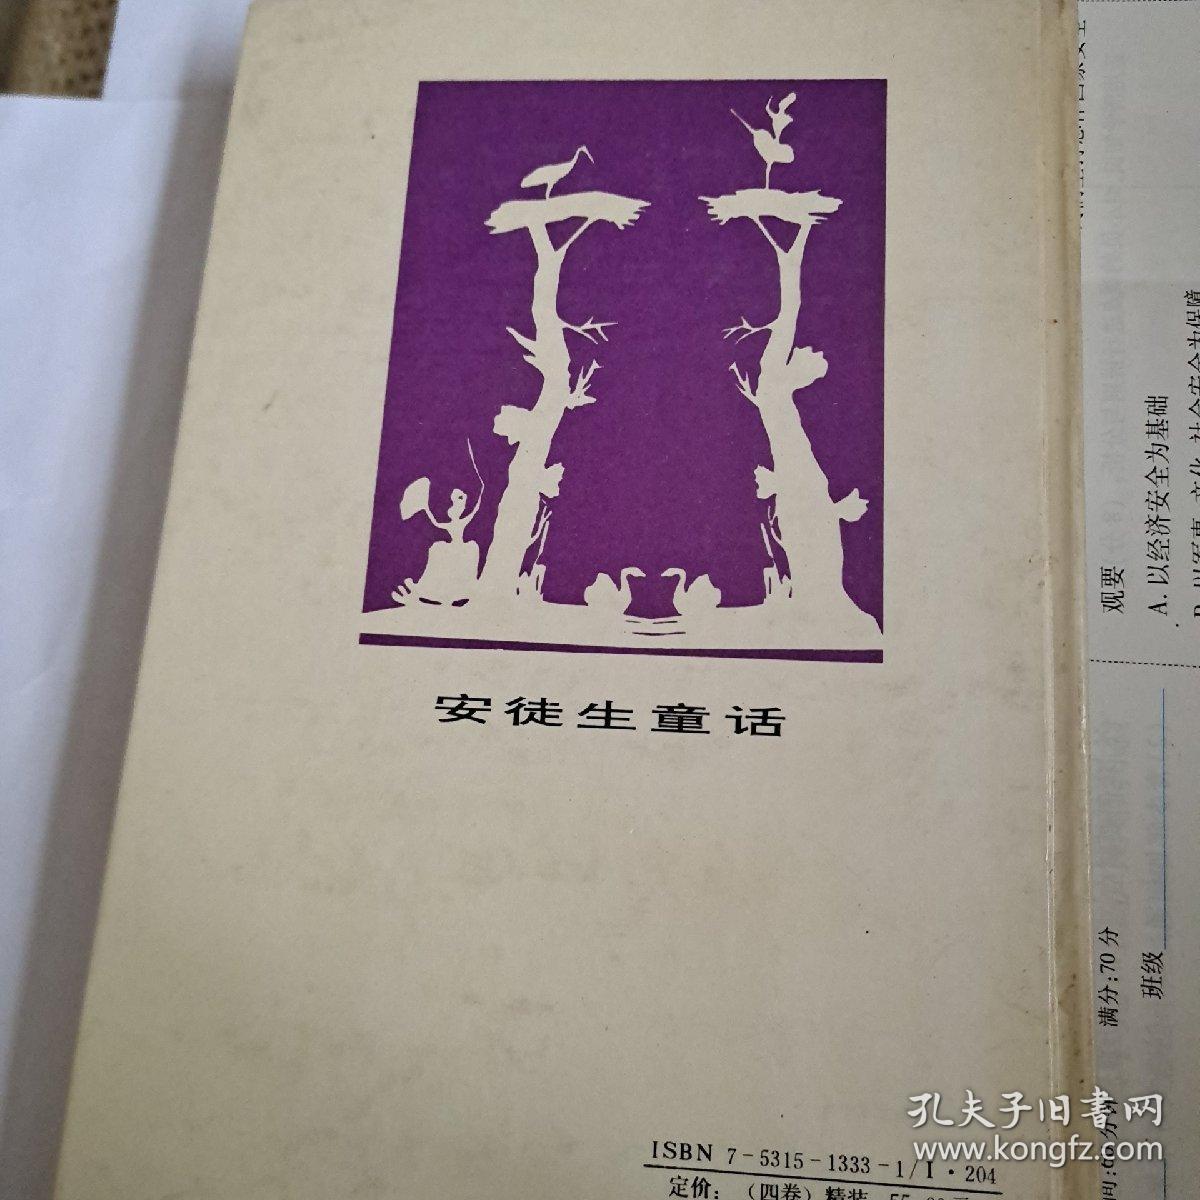 安徒生童话
ISBN 7-5315-1333-1/I·204
定价：（四卷）精装
孔夫子旧書网
www.kongfz.com
观要
A. 以经济安全为基础
满分:70分
班级